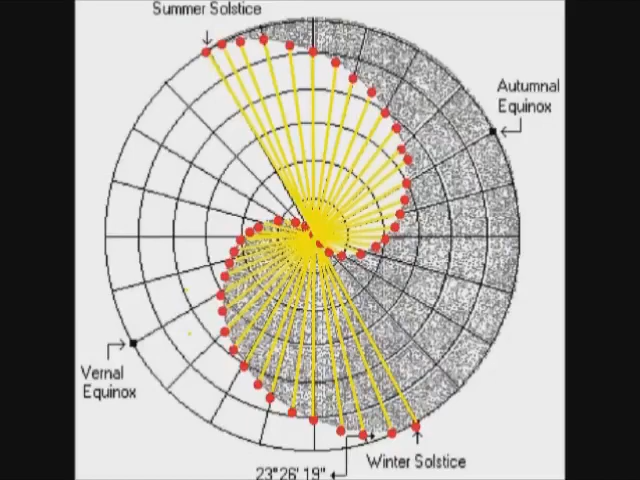 Summer Solstice
Autumnal
Equinox
Vernal
Equinox
Winter Solstice
23°26' 19"